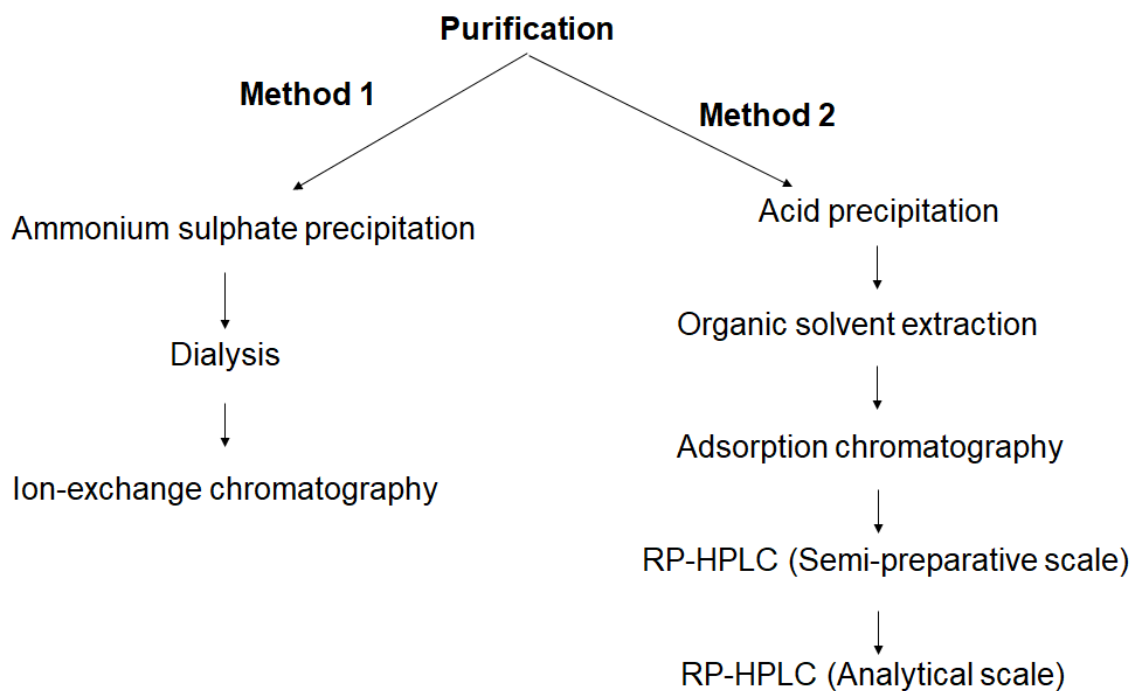 Purification
Method 1
Method 2
Ammonium sulphate precipitation
Dialysis
Ion-exchange chromatography
Acid precipitation
Organic solvent extraction
Adsorption chromatography
RP-HPLC (Semi-preparative scale)
RP-HPLC (Analytical scale)